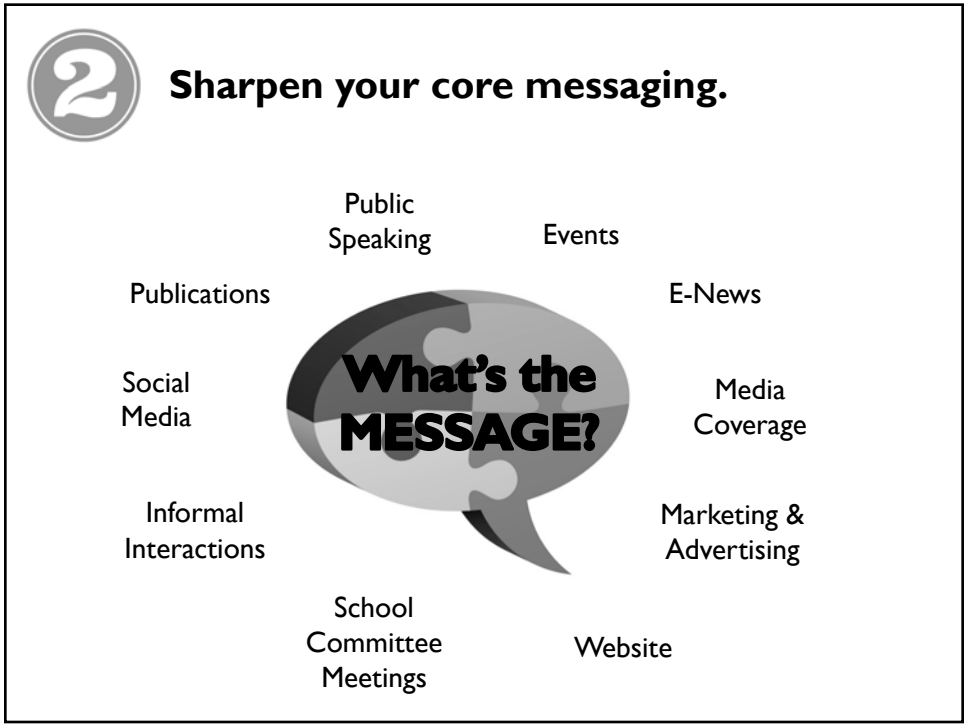 2
Sharpen your core messaging.
Public
Speaking
Events
Publications
E-News
What's the
MESSAGE?
Social
Media
Media
Coverage
Informal
Interactions
Marketing &
Advertising
School
Committee
Meetings
Website